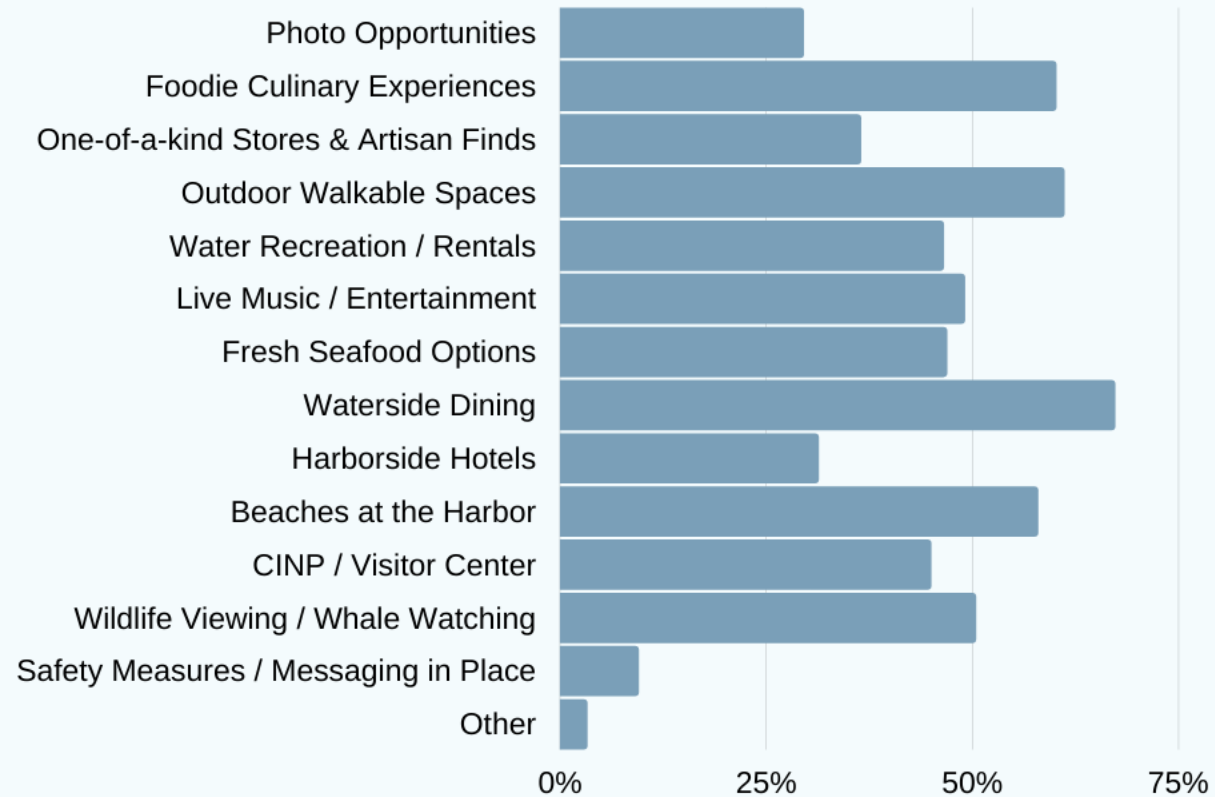 Photo Opportunities
Foodie Culinary Experiences
One-of-a-kind Stores & Artisan Finds
Outdoor Walkable Spaces
Water Recreation / Rentals
Live Music / Entertainment
Fresh Seafood Options
Waterside Dining
Harborside Hotels
Beaches at the Harbor
CINP / Visitor Center
Wildlife Viewing / Whale Watching
Safety Measures / Messaging in Place
Other
0% 25% 50% 75%